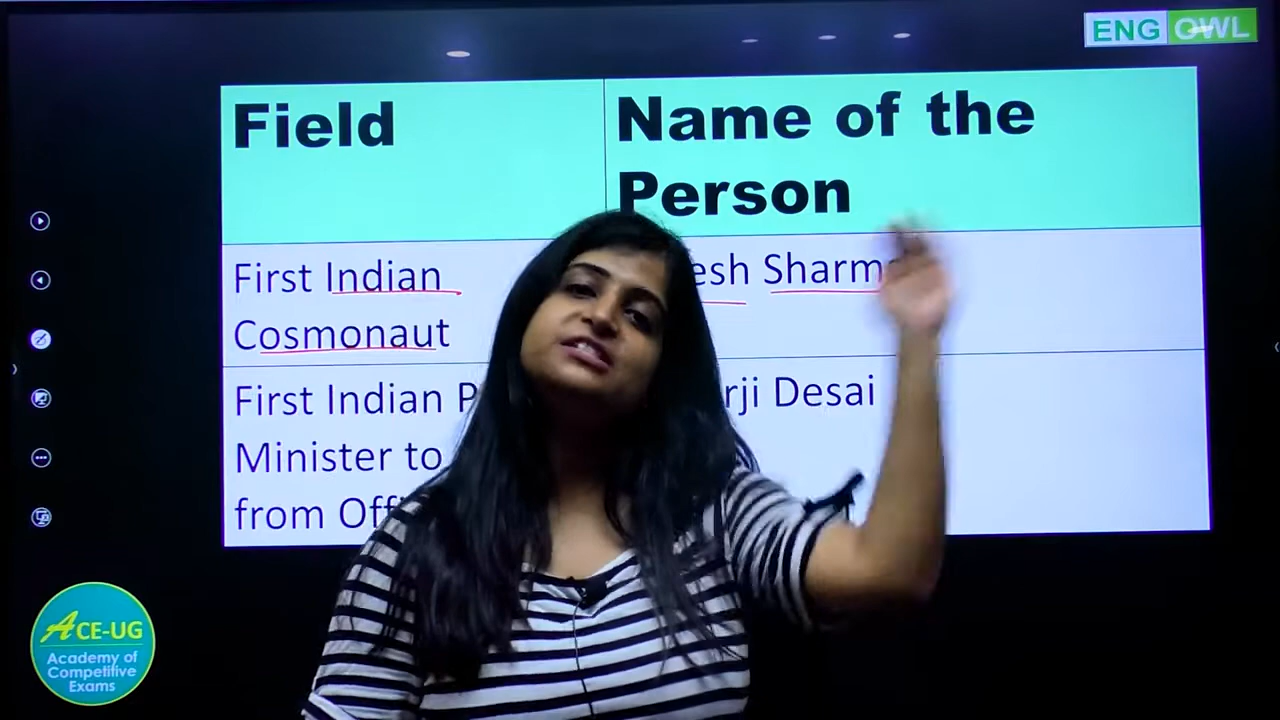 ENG OWL
Field
Name of the
Person
First Indian
esh Sharm
Cosmonaut
First Indian P
rji Desai
Minister to
from Off
ACE-UG
Academy of
Competitive
Exams